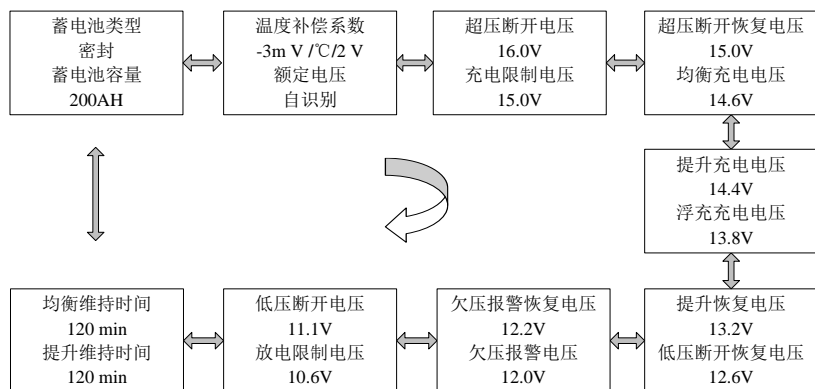 蓄电池类型
密封
蓄电池容量
200AH
温度补偿系数
-3m V /℃/2 V
额定电压
自识别
超压断开电压
16.0V
充电限制电压
15.0V
超压断开恢复电压
15.0V
均衡充电电压
14.6V
提升充电电压
14.4V
浮充充电电压
13.8V
均衡维持时间
120 min
提升维持时间
120 min
低压断开电压
11.1V
放电限制电压
10.6V
欠压报警恢复电压
12.2V
欠压报警电压
12.0V
提升恢复电压
13.2V
低压断开恢复电压
12.6V